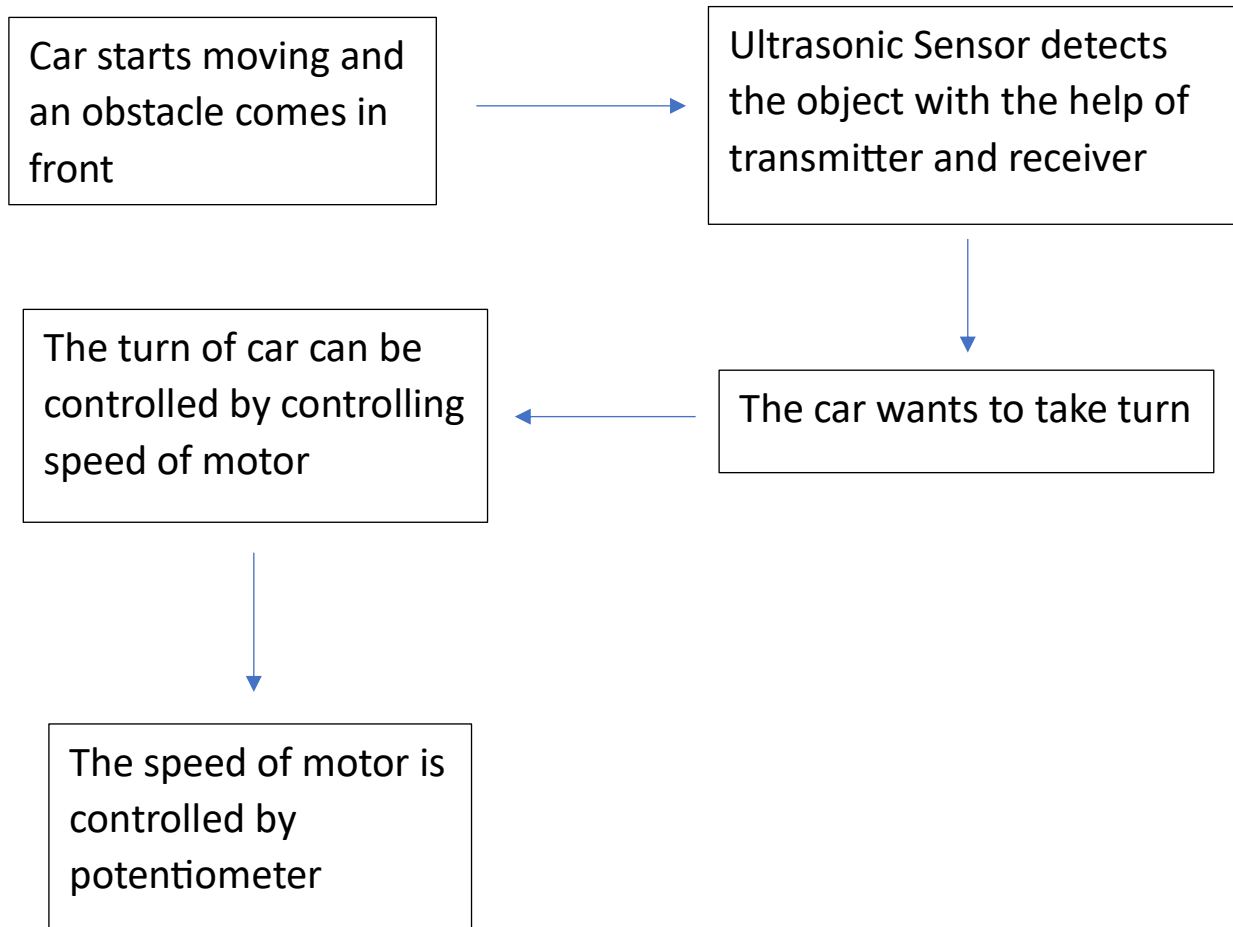 Car starts moving and
an obstacle comes in
front
Ultrasonic Sensor detects
the object with the help of
transmitter and receiver
The car wants to take turn
The turn of car can be
controlled by controlling
speed of motor
The speed of motor is
controlled by
potentiometer